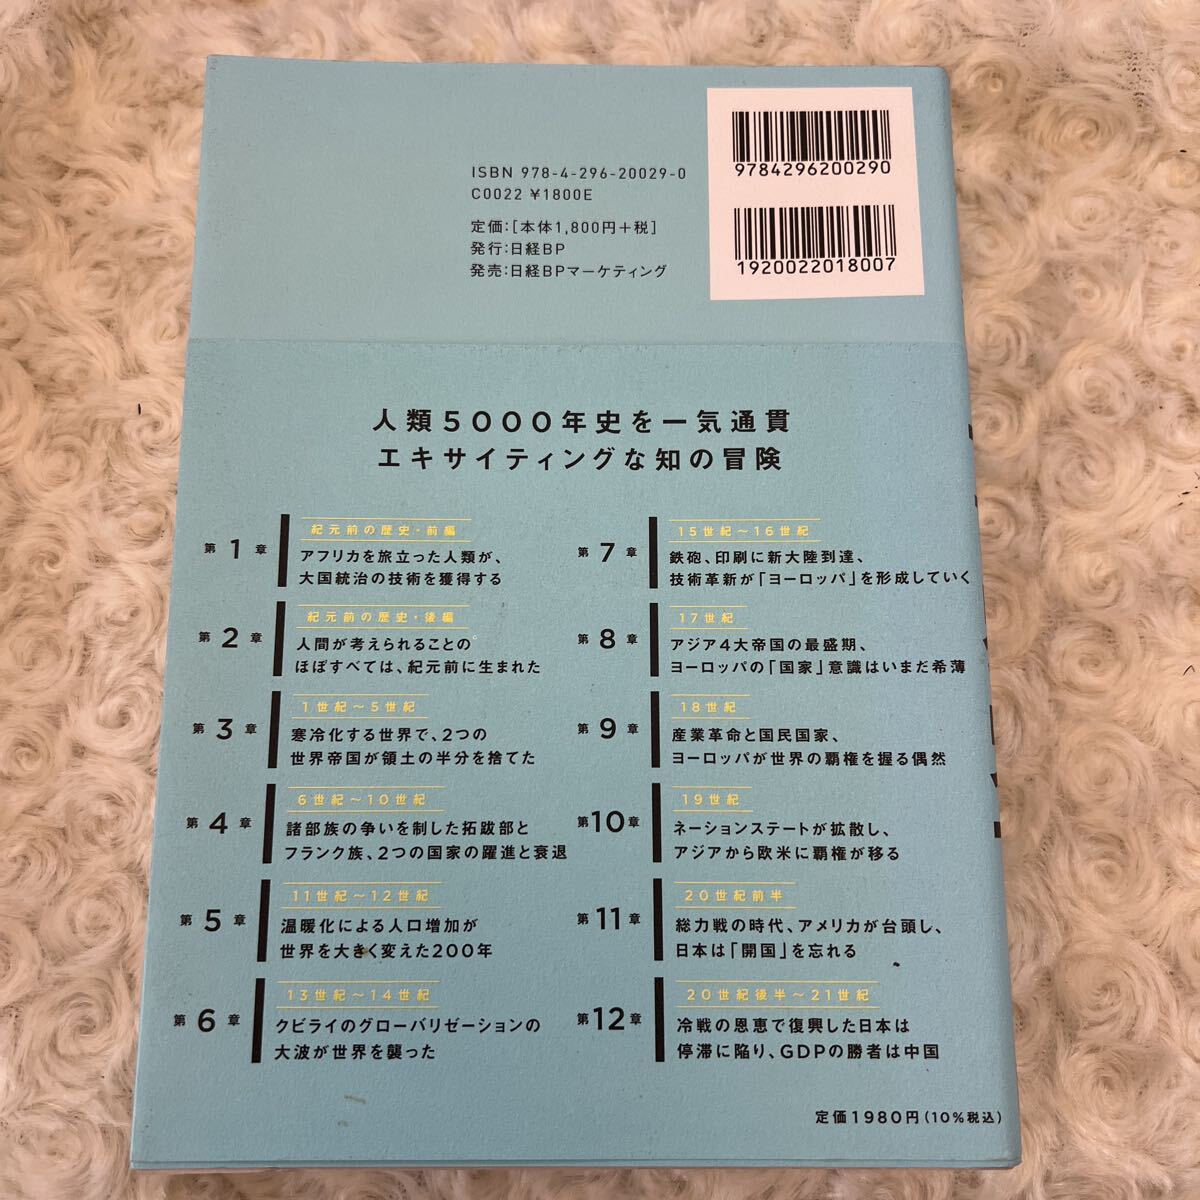 9784296200290
ISBN 978-4-296-20029-0
C0022 ¥1800E
定価：[本体1,800円＋税]
発行：日経BP
発売：日経BPマーケティング
1920022018007
人類5000年史を一気通貫
エキサイティングな知の冒険
第1章
紀元前の歴史・前編
アフリカを旅立った人類が、
大国統治の技術を獲得する
第2章
紀元前の歴史・後編
人間が考えられることの
ほぼすべては、紀元前に生まれた
第3章
1世紀〜5世紀
寒冷化する世界で、2つの
世界帝国が領土の半分を捨てた
第4章
6世紀〜10世紀
諸部族の争いを制した拓跋部と
フランク族、2つの国家の躍進と衰退
第5章
11世紀〜12世紀
温暖化による人口増加が
世界を大きく変えた200年
第6章
13世紀〜14世紀
クビライのグローバリゼーションの
大波が世界を襲った
第7章
15世紀〜16世紀
鉄砲、印刷に新大陸到達、
技術革新が「ヨーロッパ」を形成していく
第8章
17世紀
アジア4大帝国の最盛期、
ヨーロッパの「国家」意識はいまだ希薄
第9章
18世紀
産業革命と国民国家、
ヨーロッパが世界の覇権を握る偶然
第10章
19世紀
ネーションステートが拡散し、
アジアから欧米に覇権が移る
第11章
20世紀前半
総力戦の時代、アメリカが台頭し、
日本は「開国」を忘れる
第12章
20世紀後半〜21世紀
冷戦の恩恵で復興した日本は
停滞に陥り、GDPの勝者は中国
定価1980円（10%税込）